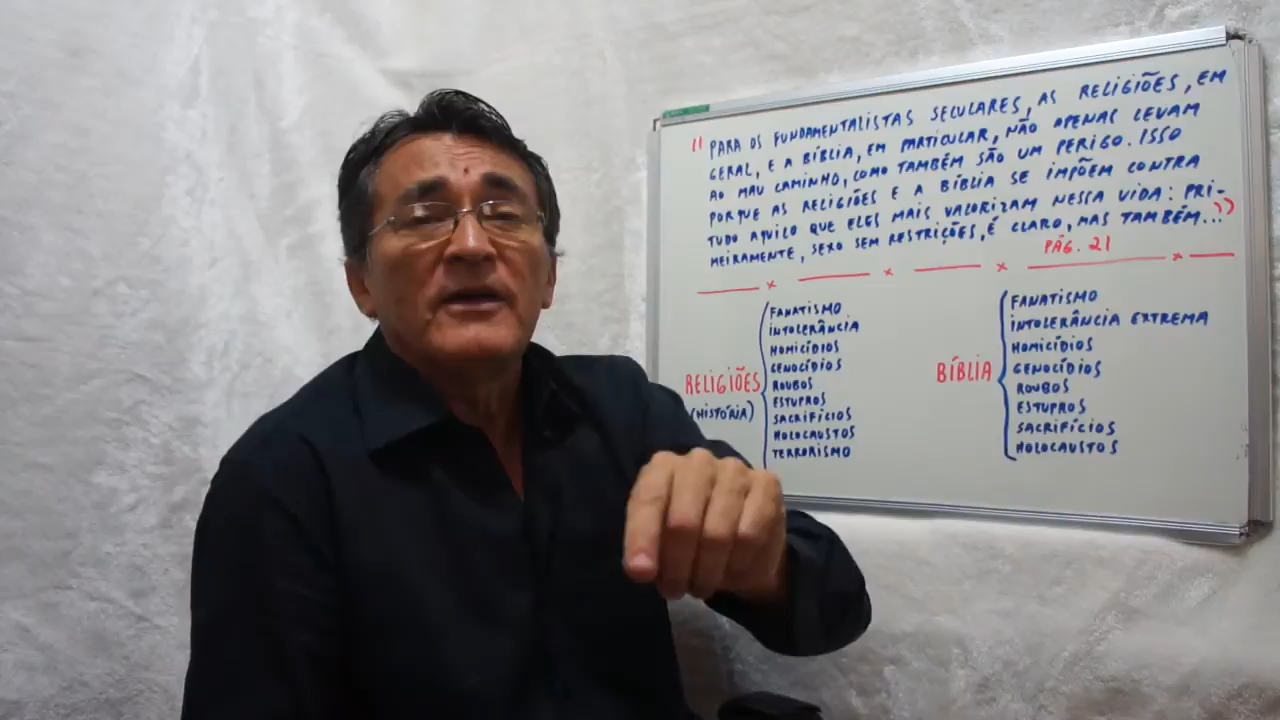 " PARA OS FUNDAMENTALISTAS SECULARES, AS RELIGIÕES, EM
GERAL, E A BÍBLIA, EM PARTICULAR, NÃO APENAS LEVAM
AO MAU CAMINHO, COMO TAMBÉM SÃO UM PERIGO. ISSO
PORQUE AS RELIGIÕES E A BÍBLIA SE IMPÕEM CONTRA
TUDO AQUILO QUE ELES MAIS VALORIZAM NESSA VIDA: PRI-
MEIRAMENTE, SEXO SEM RESTRIÇÕES, É CLARO, MAS TAMBÉM... "
PÁG. 21
RELIGIÕES
(HISTÓRIA)
FANATISMO
INTOLERÂNCIA
HOMICÍDIOS
GENOCÍDIOS
ROUBOS
ESTUPROS
SACRIFÍCIOS
HOLOCAUSTOS
TERRORISMO
BÍBLIA
FANATISMO
INTOLERÂNCIA EXTREMA
HOMICÍDIOS
GENOCÍDIOS
ROUBOS
ESTUPROS
SACRIFÍCIOS
HOLOCAUSTOS